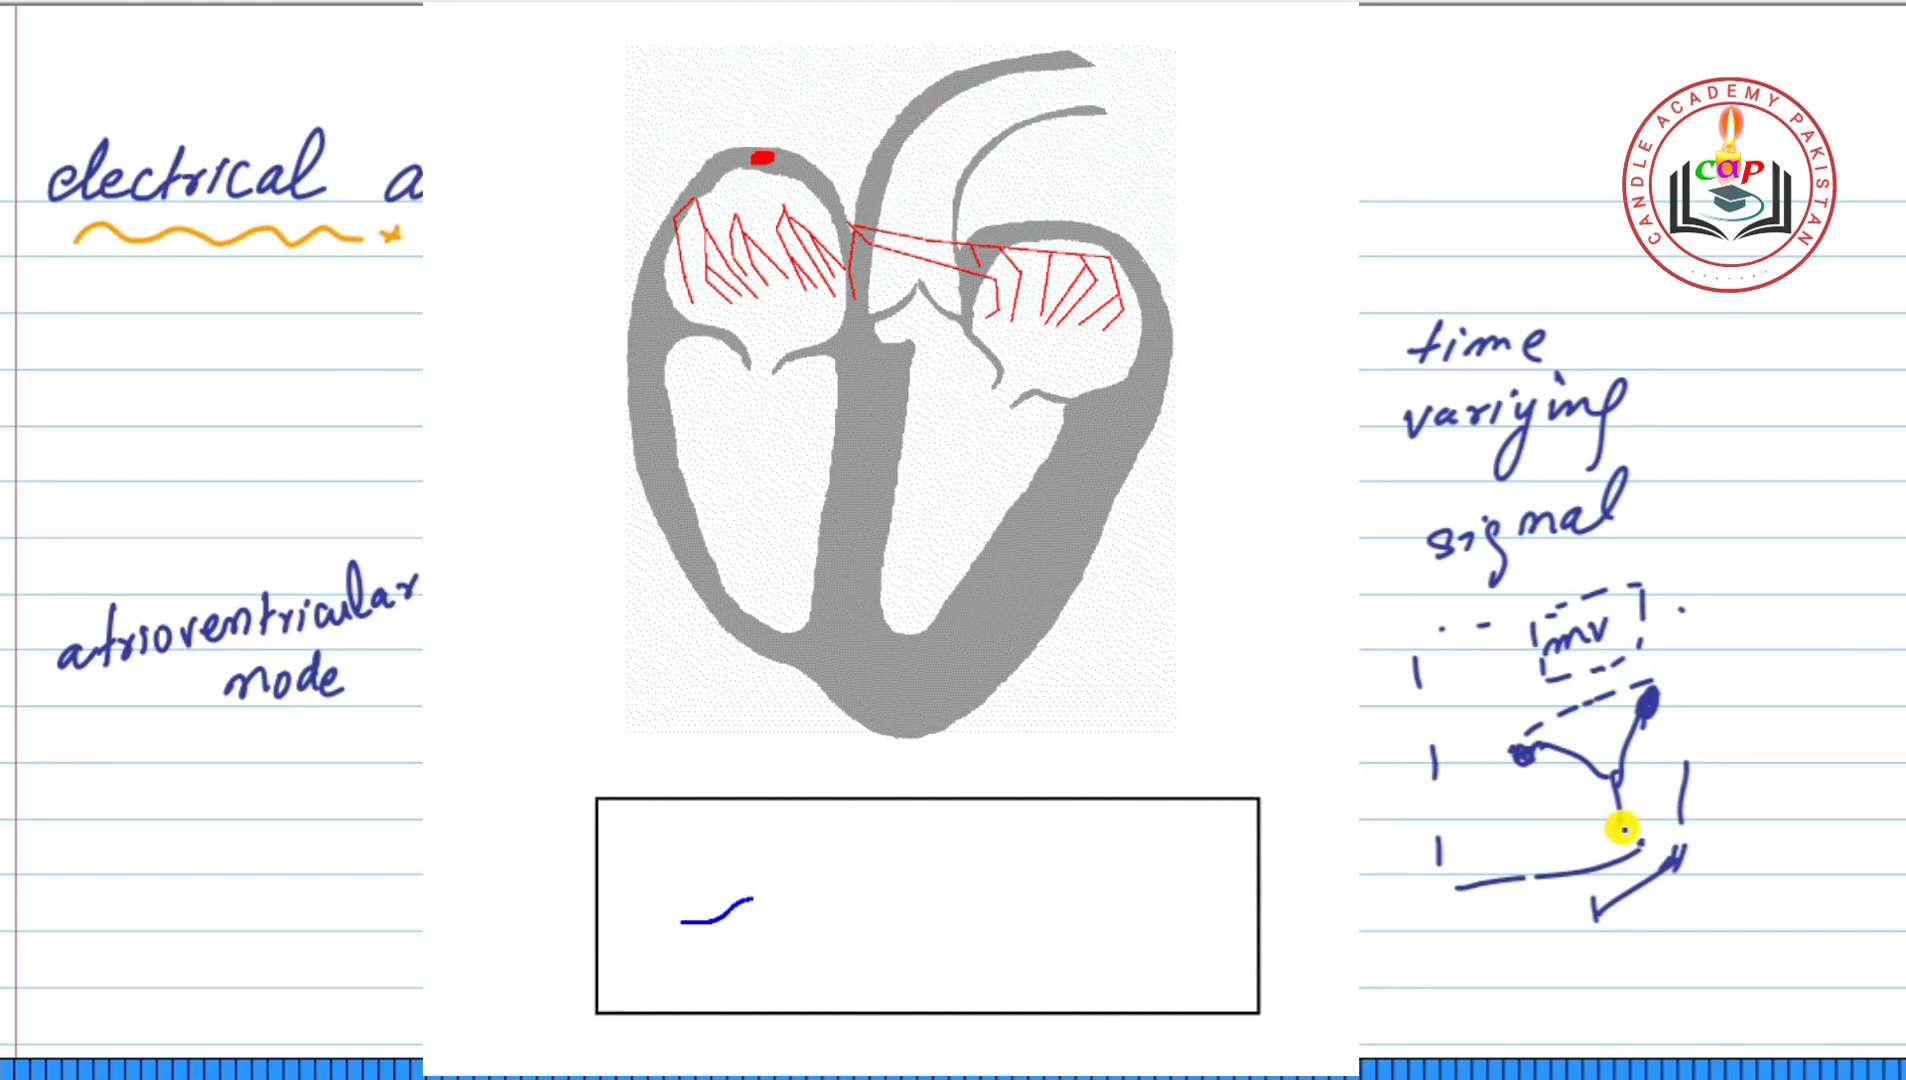 electrical a
atrioventricular
node
CANDLE ACADEMY PAKISTAN
cap
time
variying
signal
mv